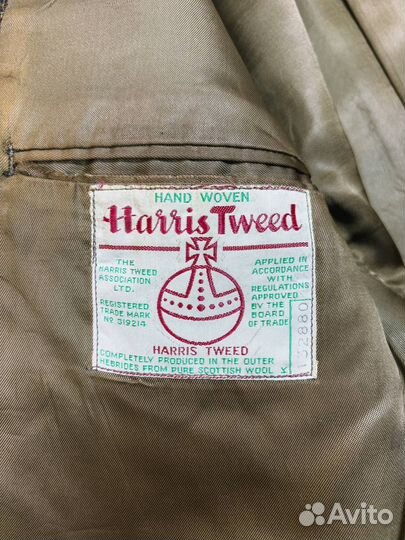 HAND WOVEN
Harris Tweed
THE
HARRIS TWEED
ASSOCIATION
LTD.
REGISTERED
TRADE MARK
Nº 319214
APPLIED IN
ACCORDANCE
WITH
REGULATIONS
APPROVED
BY THE
BOARD
OF TRADE
HARRIS TWEED
COMPLETELY PRODUCED IN THE OUTER
HEBRIDES FROM PURE SCOTTISH WOOL K
132880
Avito